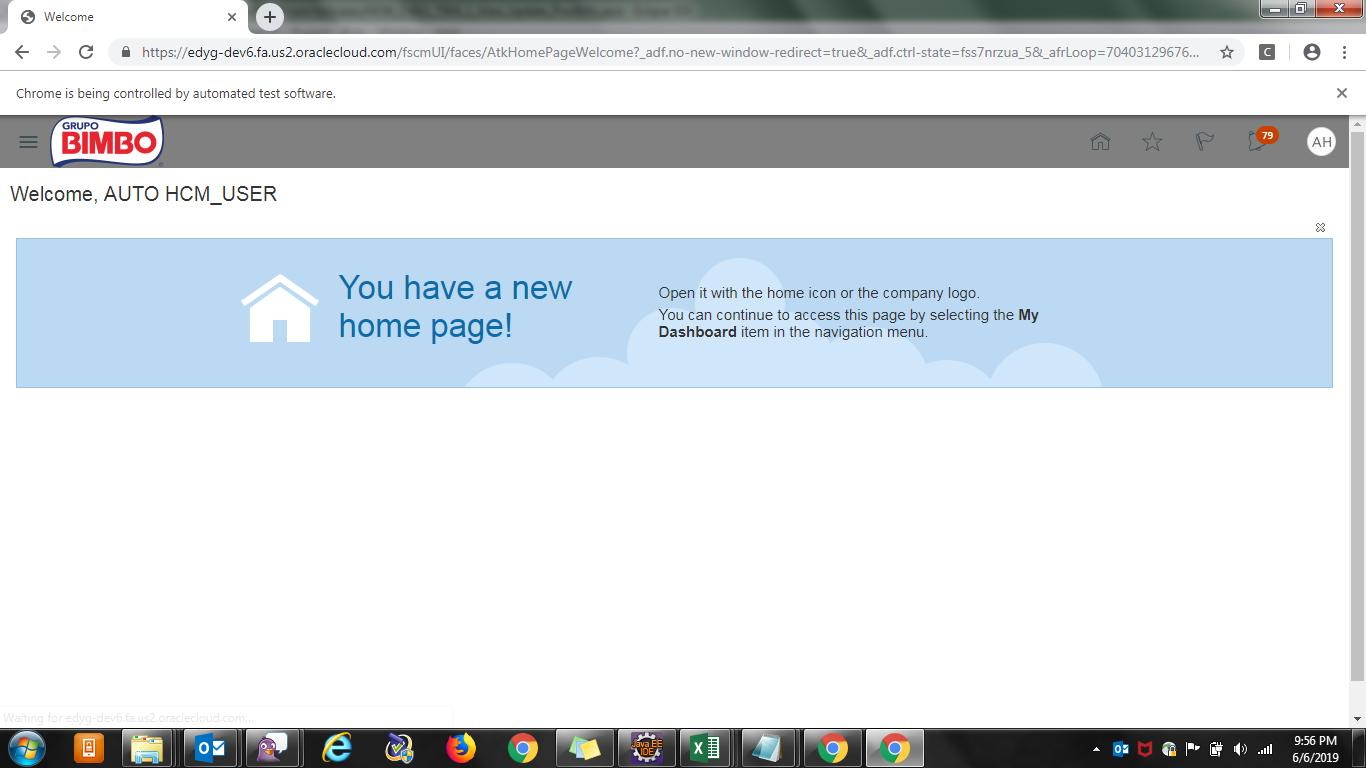 Welcome
https://edyg-dev6.fa.us2.oraclecloud.com/fscmUI/faces/AtkHomePageWelcome?_adf.no-new-window-redirect=true&_adf.ctrl-state=fss7nrzua_5&_afrLoop=70403129676...
C
Chrome is being controlled by automated test software.
GRUPO
BIMBO
79
AH
Welcome, AUTO HCM_USER
You have a new
home page!
Open it with the home icon or the company logo.
You can continue to access this page by selecting the My
Dashboard item in the navigation menu.
Waiting for edyg-dev6.fa.us2.oraclecloud.com...
Java EE
IDE
9:56 PM
6/6/2019